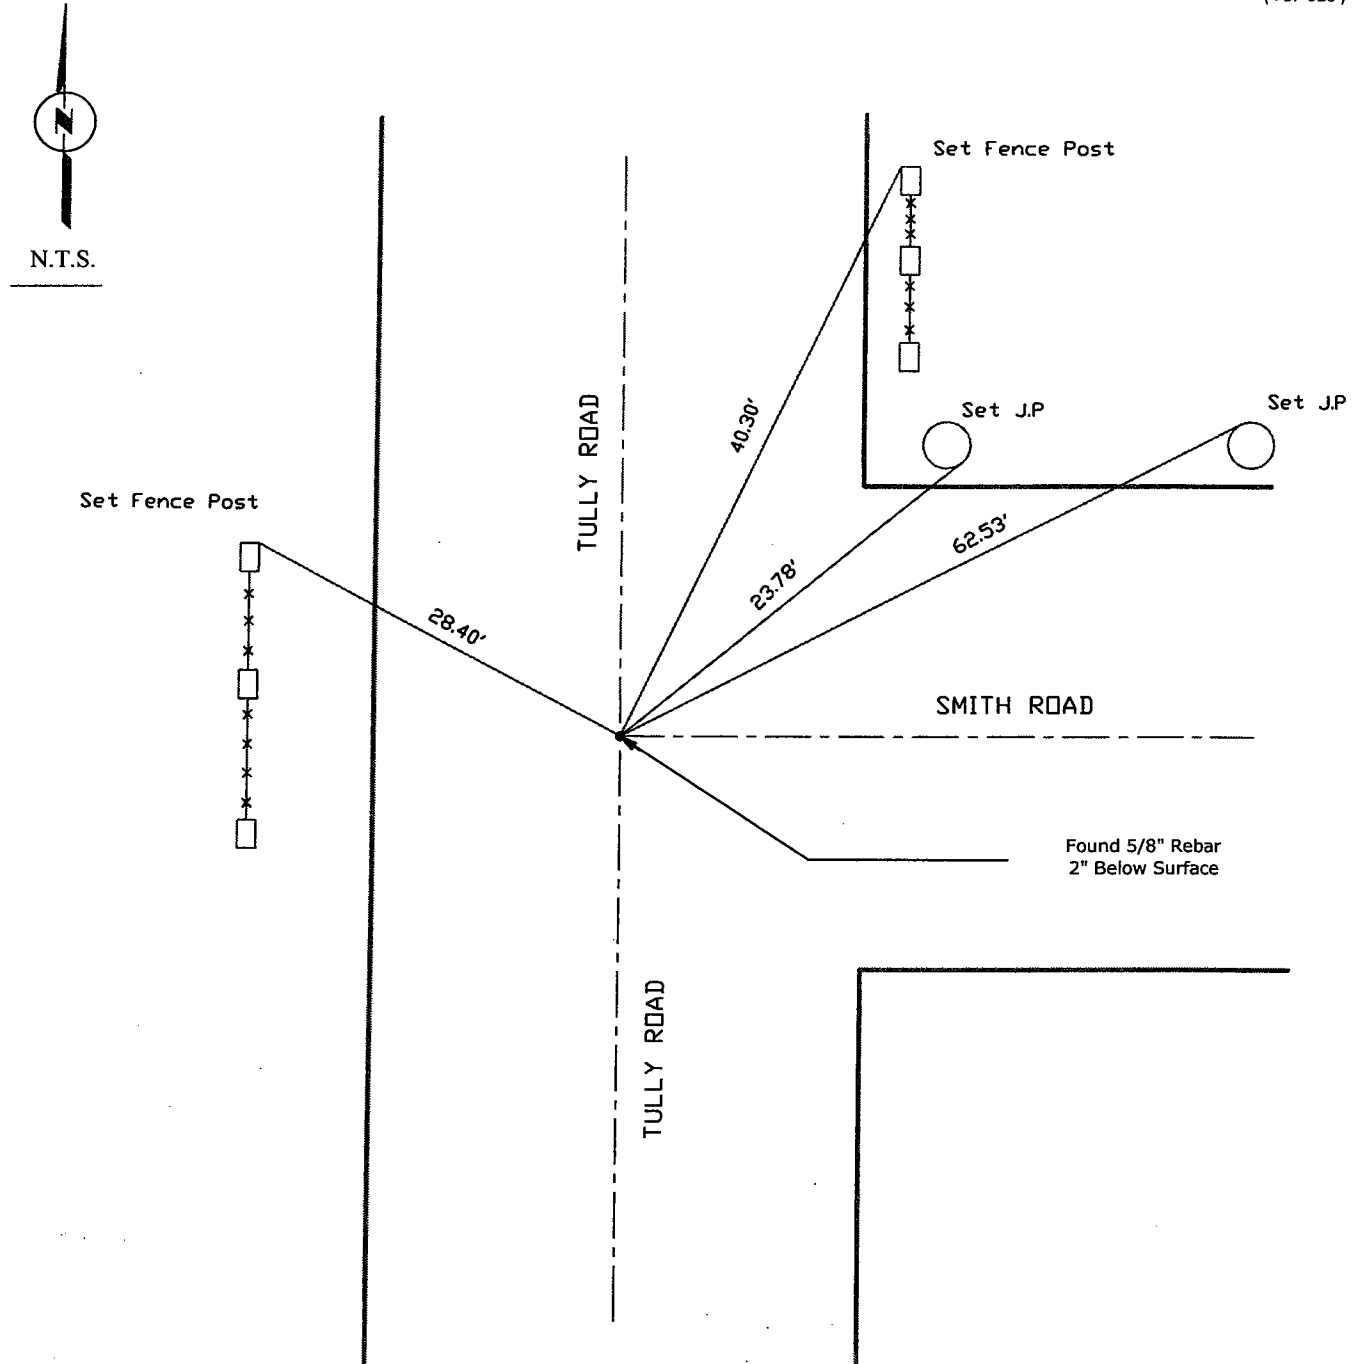 N
N.T.S.
Set Fence Post
Set J.P
Set J.P
40.30'
TULLY ROAD
Set Fence Post
62.53'
23.78'
28.40'
SMITH ROAD
Found 5/8" Rebar
2" Below Surface
TULLY ROAD